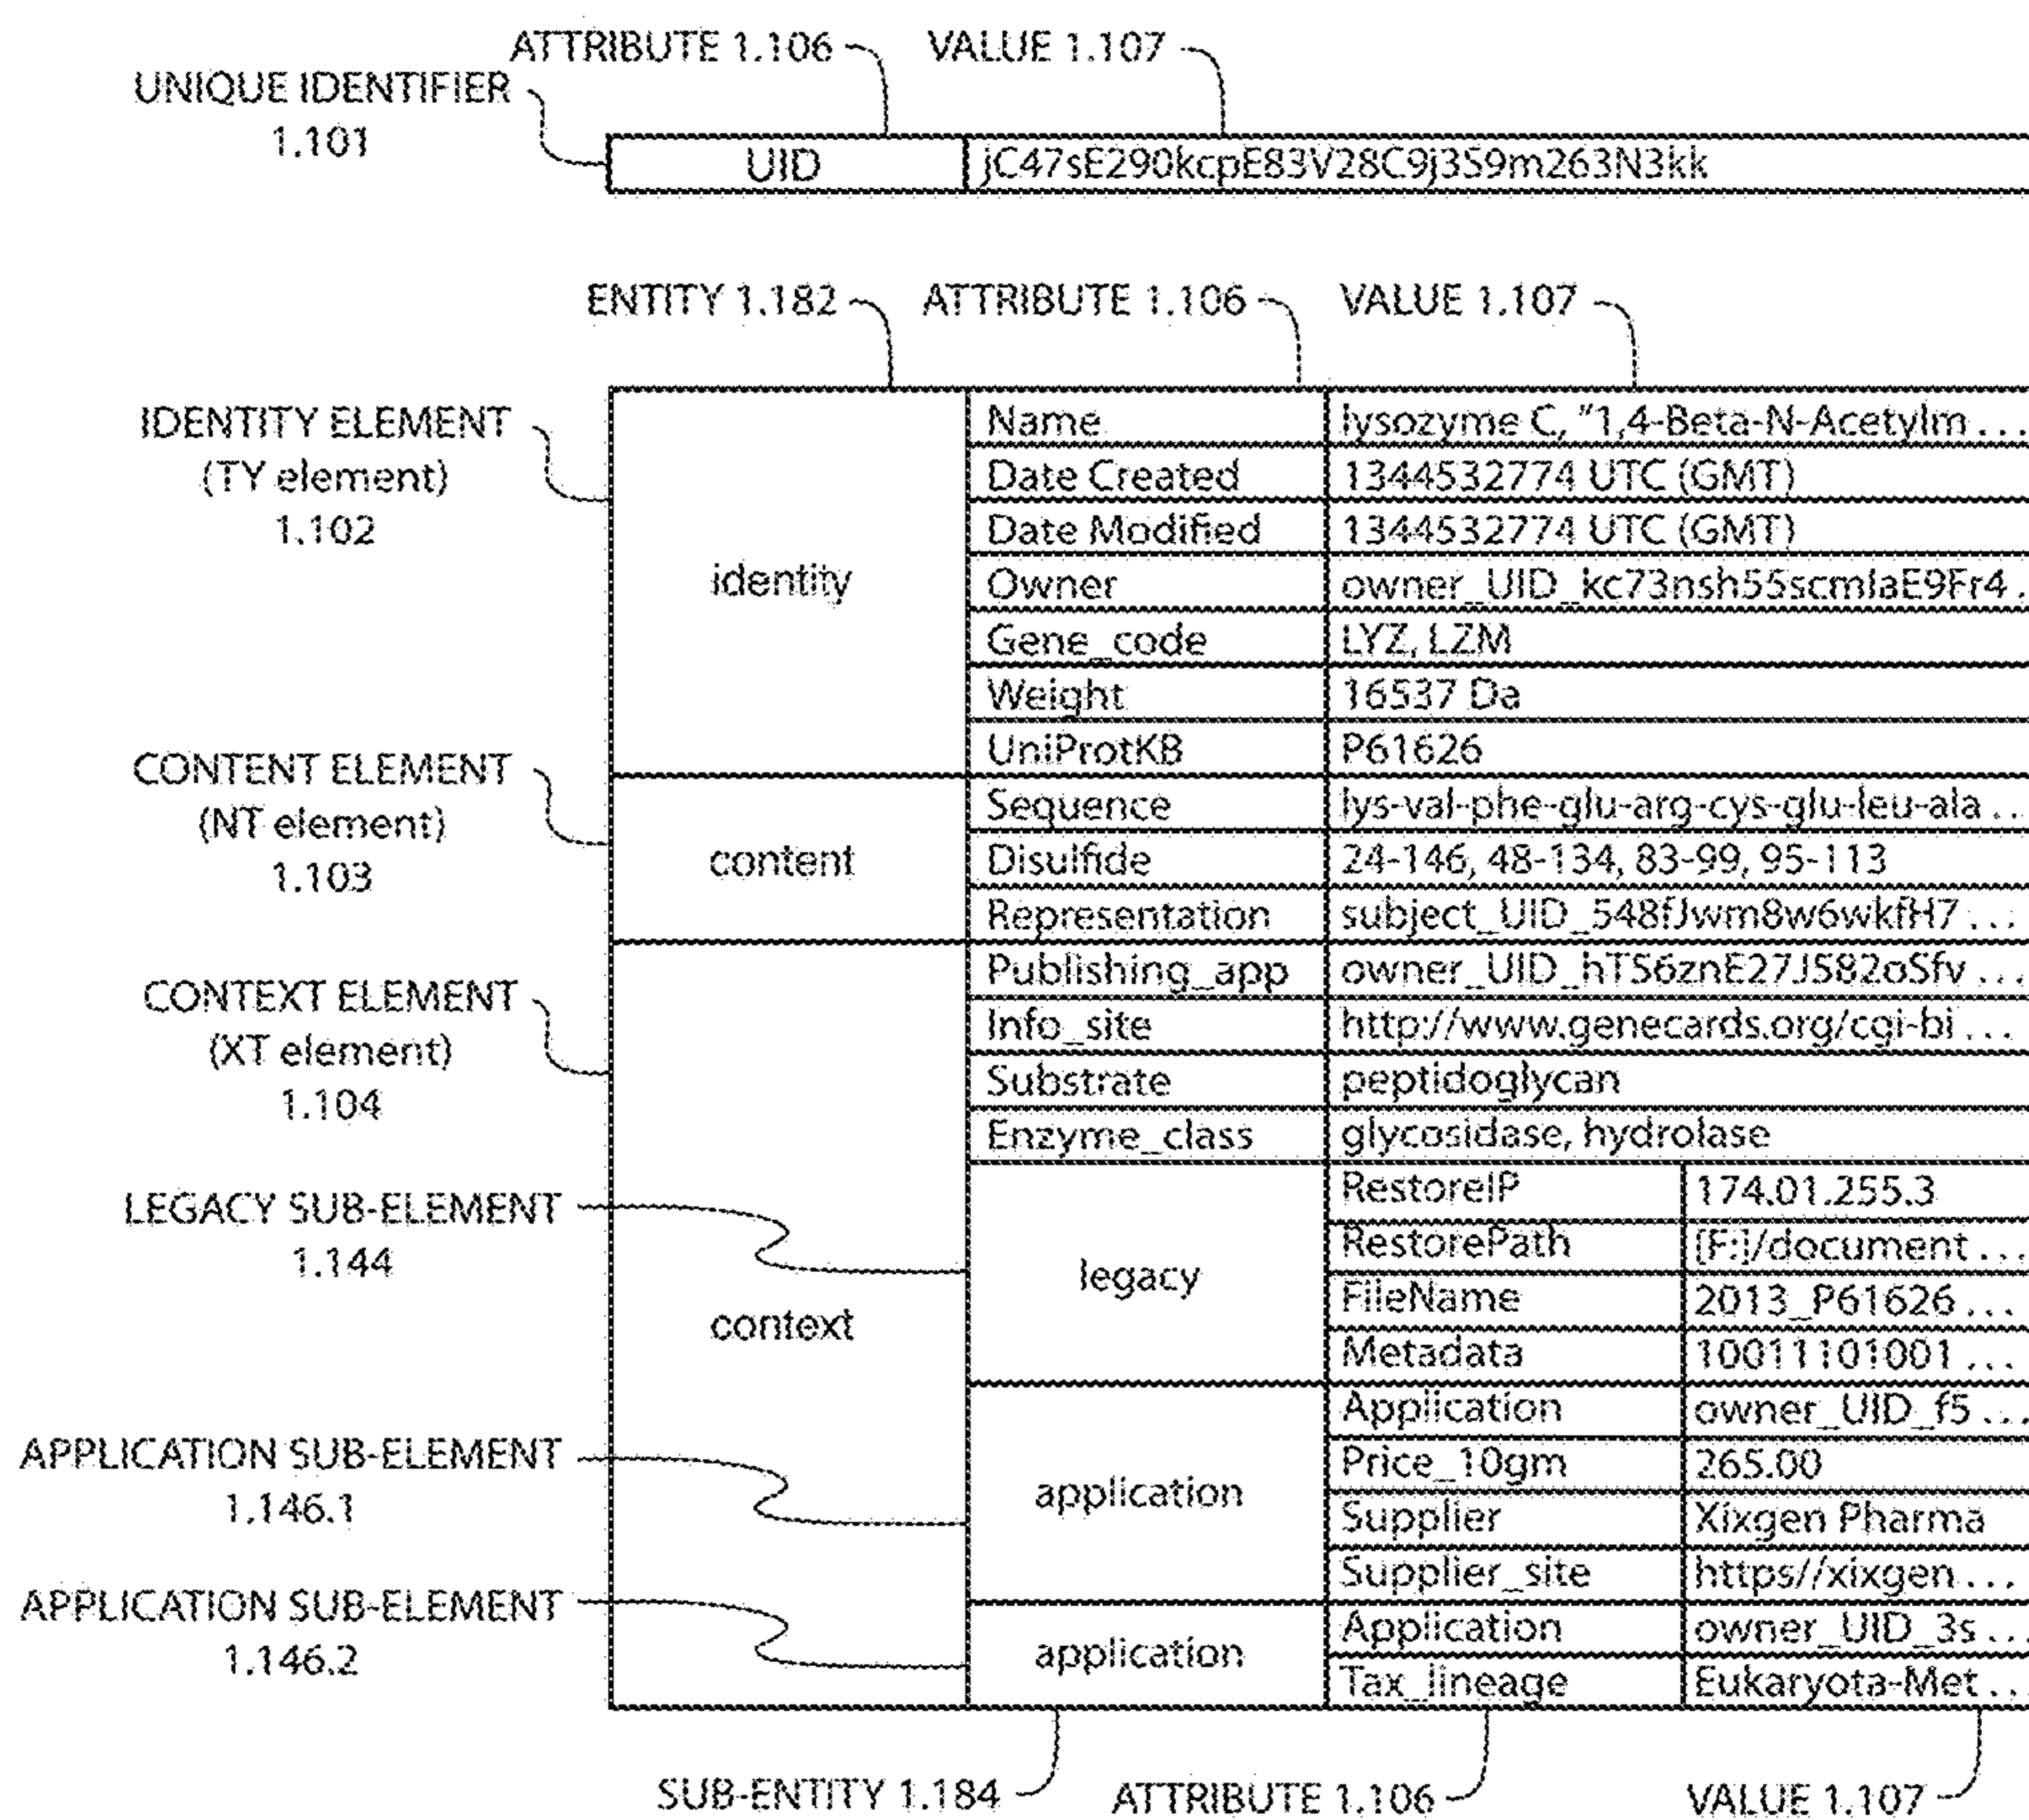 ATTRIBUTE 1.106 VALUE 1.107
UNIQUE IDENTIFIER
1.101
UID jC47sE290kcpE83V28C9j3S9m263N3kk
ENTITY 1.182 ATTRIBUTE 1.106 VALUE 1.107
IDENTITY ELEMENT
(TY element)
1.102
identity
Name lysozyme C, "1,4-Beta-N-Acetylm...
Date Created 1344532774 UTC (GMT)
Date Modified 1344532774 UTC (GMT)
Owner owner_UID_kc73nsh55scmlaE9Fr4.
Gene_code LYZ, LZM
Weight 16537 Da
UniProtKB P61626
CONTENT ELEMENT
(NT element)
1.103
content
Sequence lys-val-phe-glu-arg-cys-glu-leu-ala...
Disulfide 24-146, 48-134, 83-99, 95-113
Representation subject_UID_548fJwm8w6wkfH7...
CONTEXT ELEMENT
(XT element)
1.104
context
Publishing_app owner_UID_hT56znE27J582oSfv...
Info_site http://www.genecards.org/cgi-bi...
Substrate peptidoglycan
Enzyme_class glycosidase, hydrolase
LEGACY SUB-ELEMENT
1.144
legacy
RestoreIP 174.01.255.3
RestorePath [F:]/document...
FileName 2013_P61626...
Metadata 10011101001...
APPLICATION SUB-ELEMENT
1.146.1
application
Application owner_UID_f5...
Price_10gm 265.00
Supplier Xixgen Pharma
Supplier_site https//xixgen...
APPLICATION SUB-ELEMENT
1.146.2
application
Application owner_UID_3s...
Tax_lineage Eukaryota-Met...
SUB-ENTITY 1.184 ATTRIBUTE 1.106 VALUE 1.107